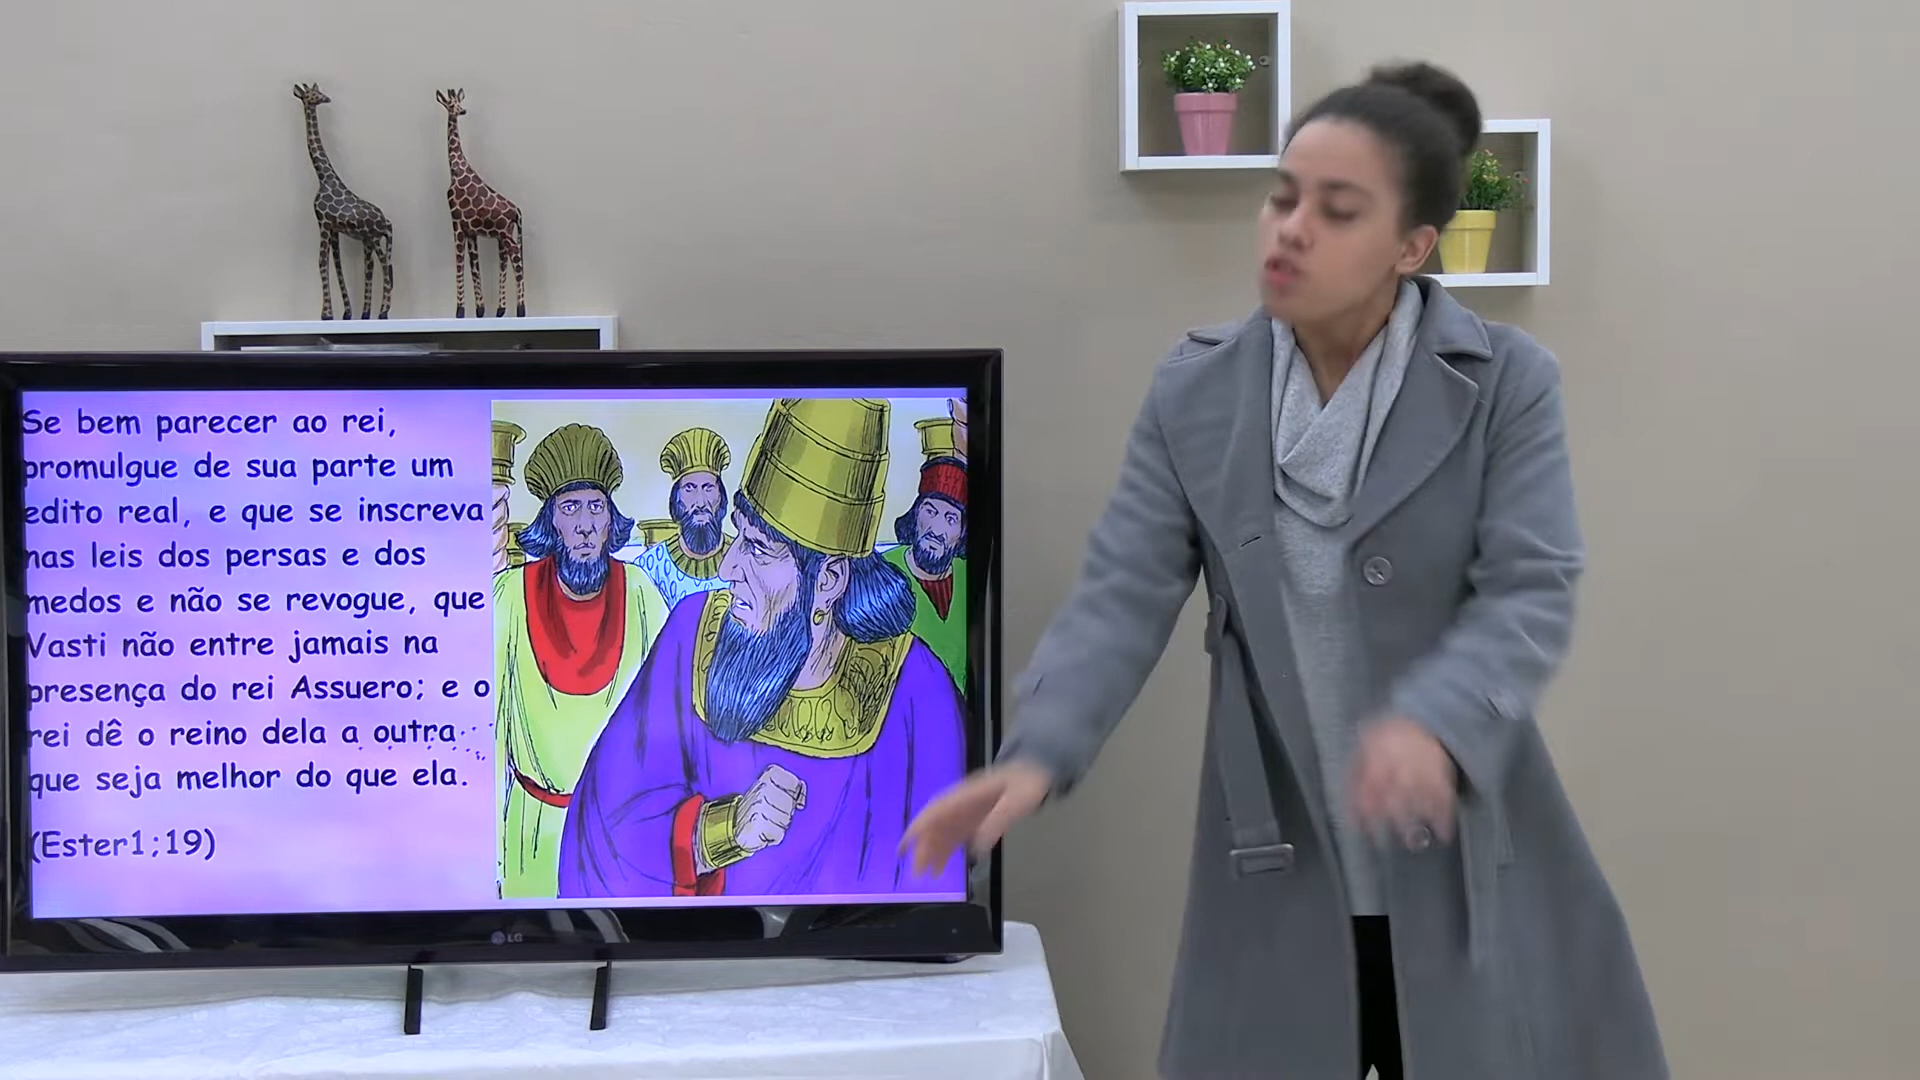 Se bem parecer ao rei,
promulgue de sua parte um
edito real, e que se inscreva
nas leis dos persas e dos
medos e não se revogue, que
Vasti não entre jamais na
presença do rei Assuero; e o
rei dê o reino dela a outra
que seja melhor do que ela.
(Ester1;19)
LG